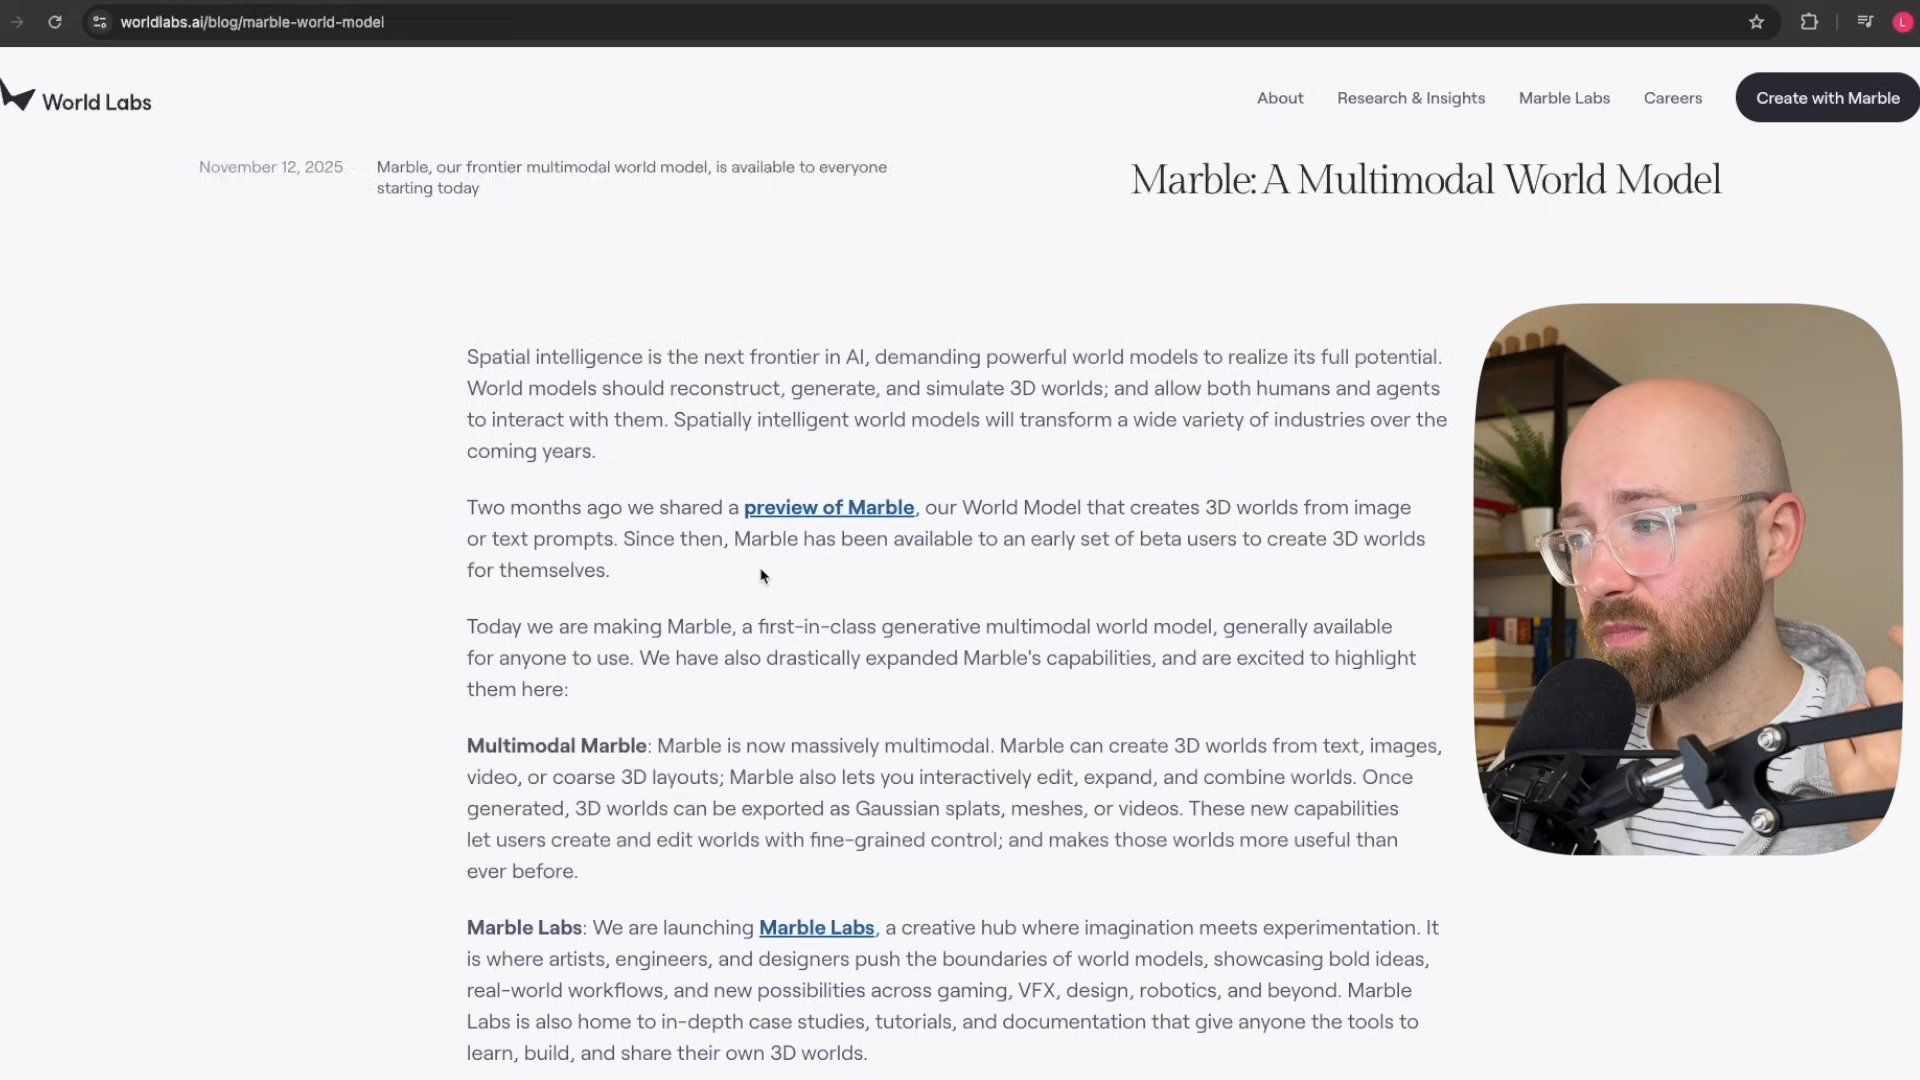 worldlabs.ai/blog/marble-world-model
L
World Labs
About
Research & Insights
Marble Labs
Careers
Create with Marble
November 12, 2025
Marble, our frontier multimodal world model, is available to everyone
starting today
Marble: A Multimodal World Model
Spatial intelligence is the next frontier in AI, demanding powerful world models to realize its full potential.
World models should reconstruct, generate, and simulate 3D worlds; and allow both humans and agents
to interact with them. Spatially intelligent world models will transform a wide variety of industries over the
coming years.
Two months ago we shared a preview of Marble, our World Model that creates 3D worlds from image
or text prompts. Since then, Marble has been available to an early set of beta users to create 3D worlds
for themselves.
Today we are making Marble, a first-in-class generative multimodal world model, generally available
for anyone to use. We have also drastically expanded Marble's capabilities, and are excited to highlight
them here:
Multimodal Marble: Marble is now massively multimodal. Marble can create 3D worlds from text, images,
video, or coarse 3D layouts; Marble also lets you interactively edit, expand, and combine worlds. Once
generated, 3D worlds can be exported as Gaussian splats, meshes, or videos. These new capabilities
let users create and edit worlds with fine-grained control; and makes those worlds more useful than
ever before.
Marble Labs: We are launching Marble Labs, a creative hub where imagination meets experimentation. It
is where artists, engineers, and designers push the boundaries of world models, showcasing bold ideas,
real-world workflows, and new possibilities across gaming, VFX, design, robotics, and beyond. Marble
Labs is also home to in-depth case studies, tutorials, and documentation that give anyone the tools to
learn, build, and share their own 3D worlds.